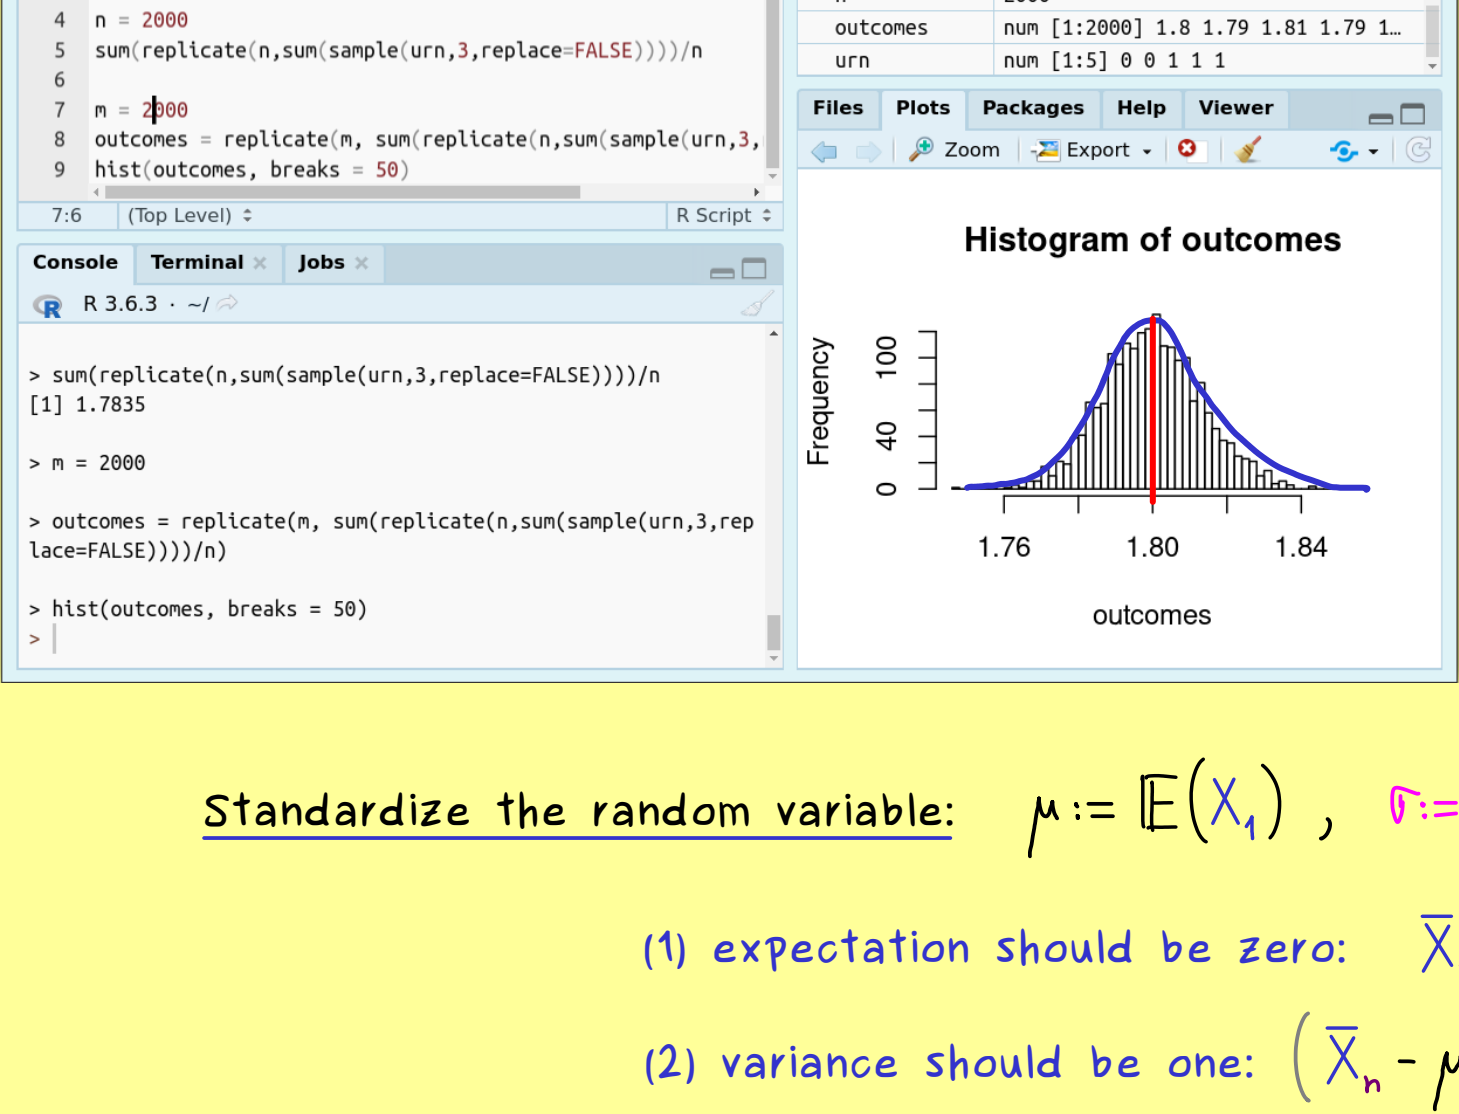 4 n = 2000
5 sum(replicate(n,sum(sample(urn,3,replace=FALSE))))/n
6
7 m = 2000
8 outcomes = replicate(m, sum(replicate(n,sum(sample(urn,3,
9 hist(outcomes, breaks = 50)
7:6 (Top Level) R Script
Console Terminal Jobs
R 3.6.3 · ~/
> sum(replicate(n,sum(sample(urn,3,replace=FALSE))))/n
[1] 1.7835
> m = 2000
> outcomes = replicate(m, sum(replicate(n,sum(sample(urn,3,rep
lace=FALSE))))/n)
> hist(outcomes, breaks = 50)
>
outcomes num [1:2000] 1.8 1.79 1.81 1.79 1…
urn num [1:5] 0 0 1 1 1
Files Plots Packages Help Viewer
Zoom Export
Histogram of outcomes
Frequency
100
40
0
1.76 1.80 1.84
outcomes
Standardize the random variable: μ := 𝔼(X₁) , σ :=
(1) expectation should be zero: X̅
(2) variance should be one: (X̅ₙ - μ